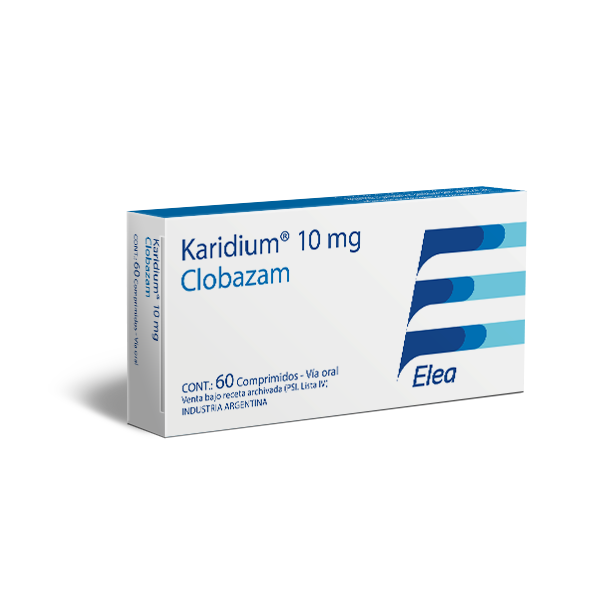 Karidium® 10 mg
Clobazam
CONT.: 60 Comprimidos - Vía oral
Venta bajo receta archivada (PSI. Lista IV)
INDUSTRIA ARGENTINA
Elea
Karidium® 10 mg
Clobazam
CONT.: 60 Comprimidos - Vía oral